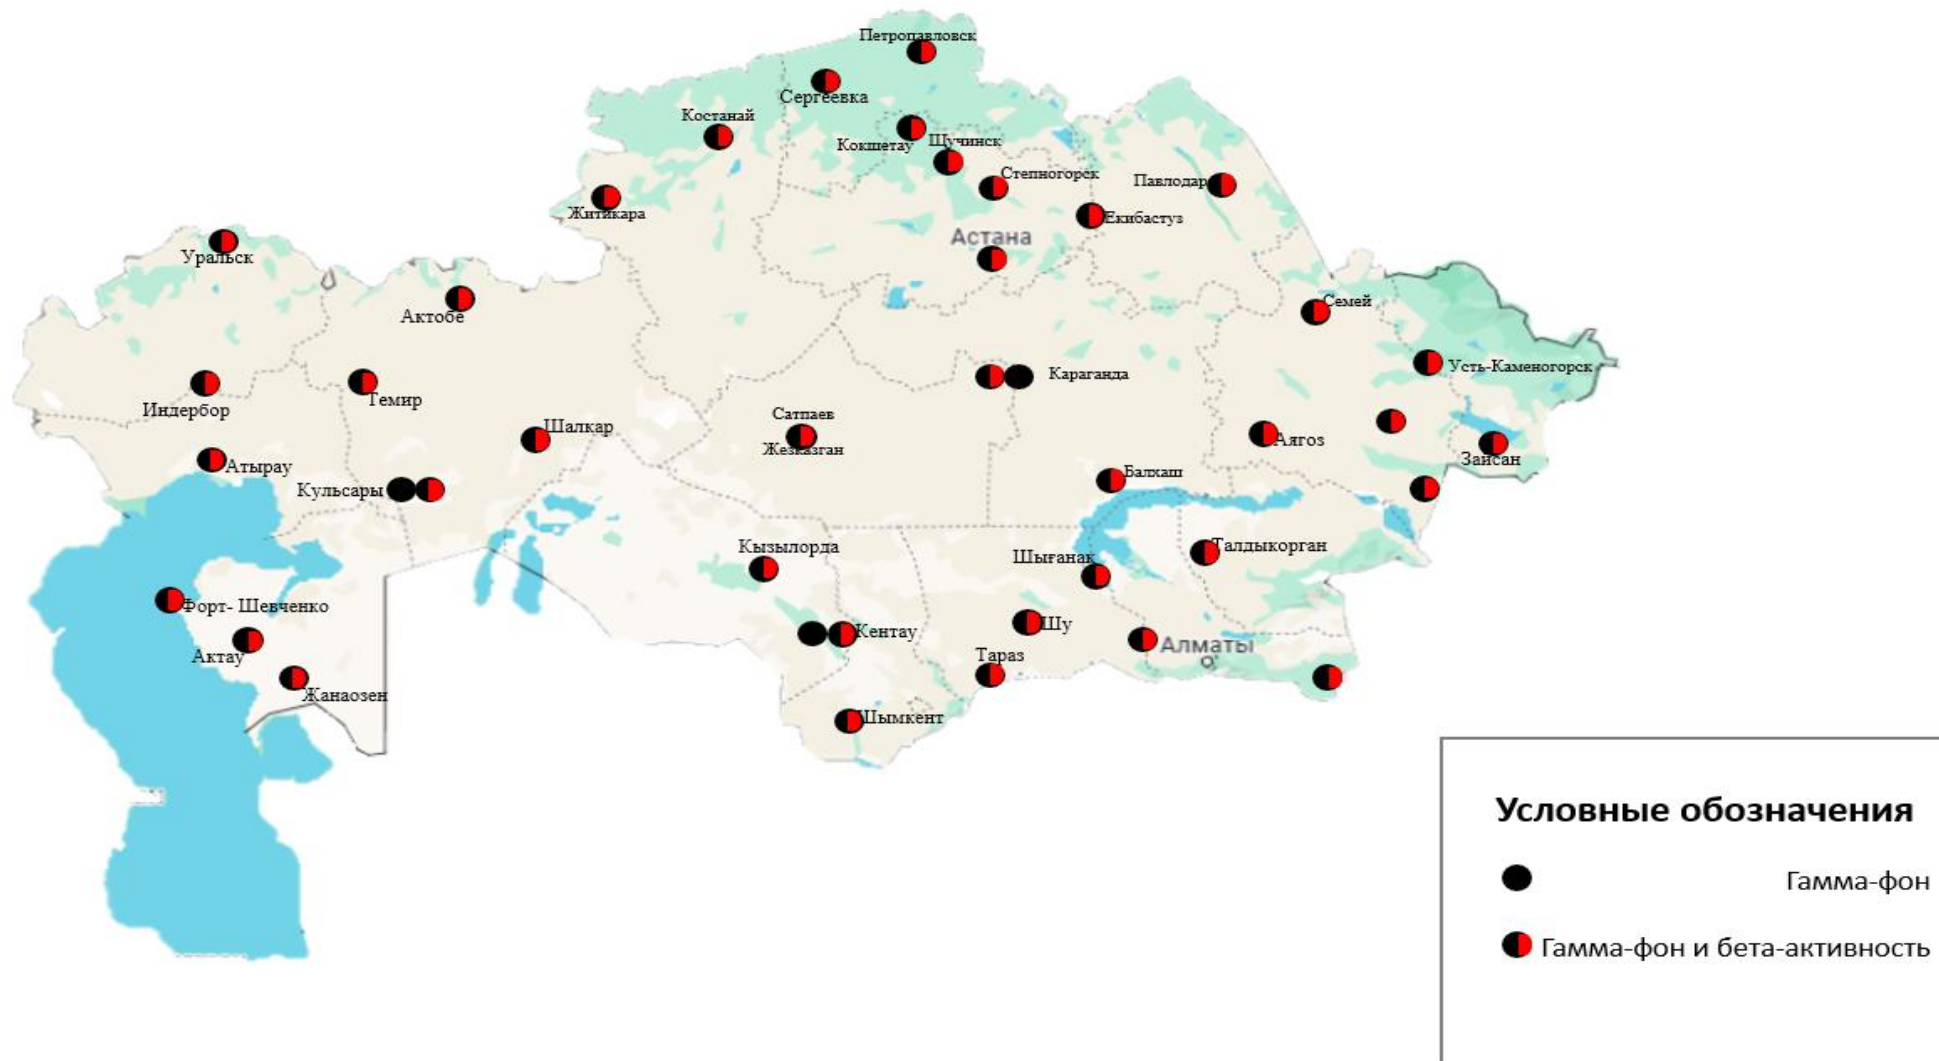 Петропавловск
Сергеевка
Костанай
Кокшетау
Щучинск
Степногорск
Павлодар
Житикара
Екибастуз
Астана
Уральск
Актобе
Семей
Усть-Каменогорск
Караганда
Темир
Индербор
Сатпаев
Жезказган
Шалкар
Аягоз
Зайсан
Атырау
Кульсары
Балхаш
Кызылорда
Шығанак
Талдыкорган
Форт- Шевченко
Кентау
Шу
Алматы
Актау
Тараз
Жанаозен
Шымкент
Условные обозначения
Гамма-фон
Гамма-фон и бета-активность